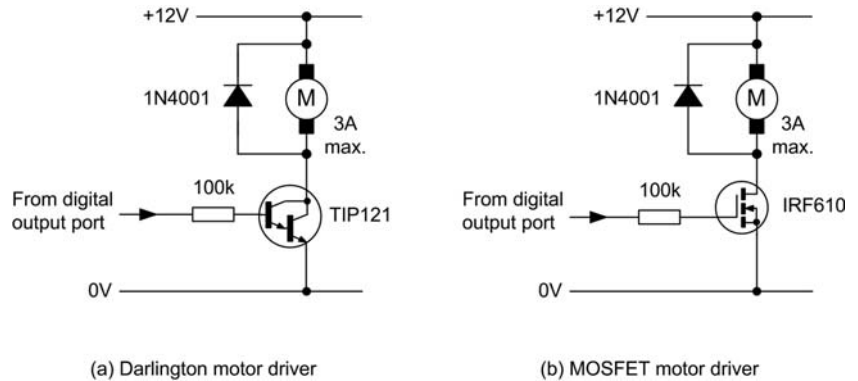 +12V
1N4001
M
3A
max.
From digital
output port
100k
TIP121
0V
(a) Darlington motor driver
+12V
1N4001
M
3A
max.
From digital
output port
100k
IRF610
0V
(b) MOSFET motor driver